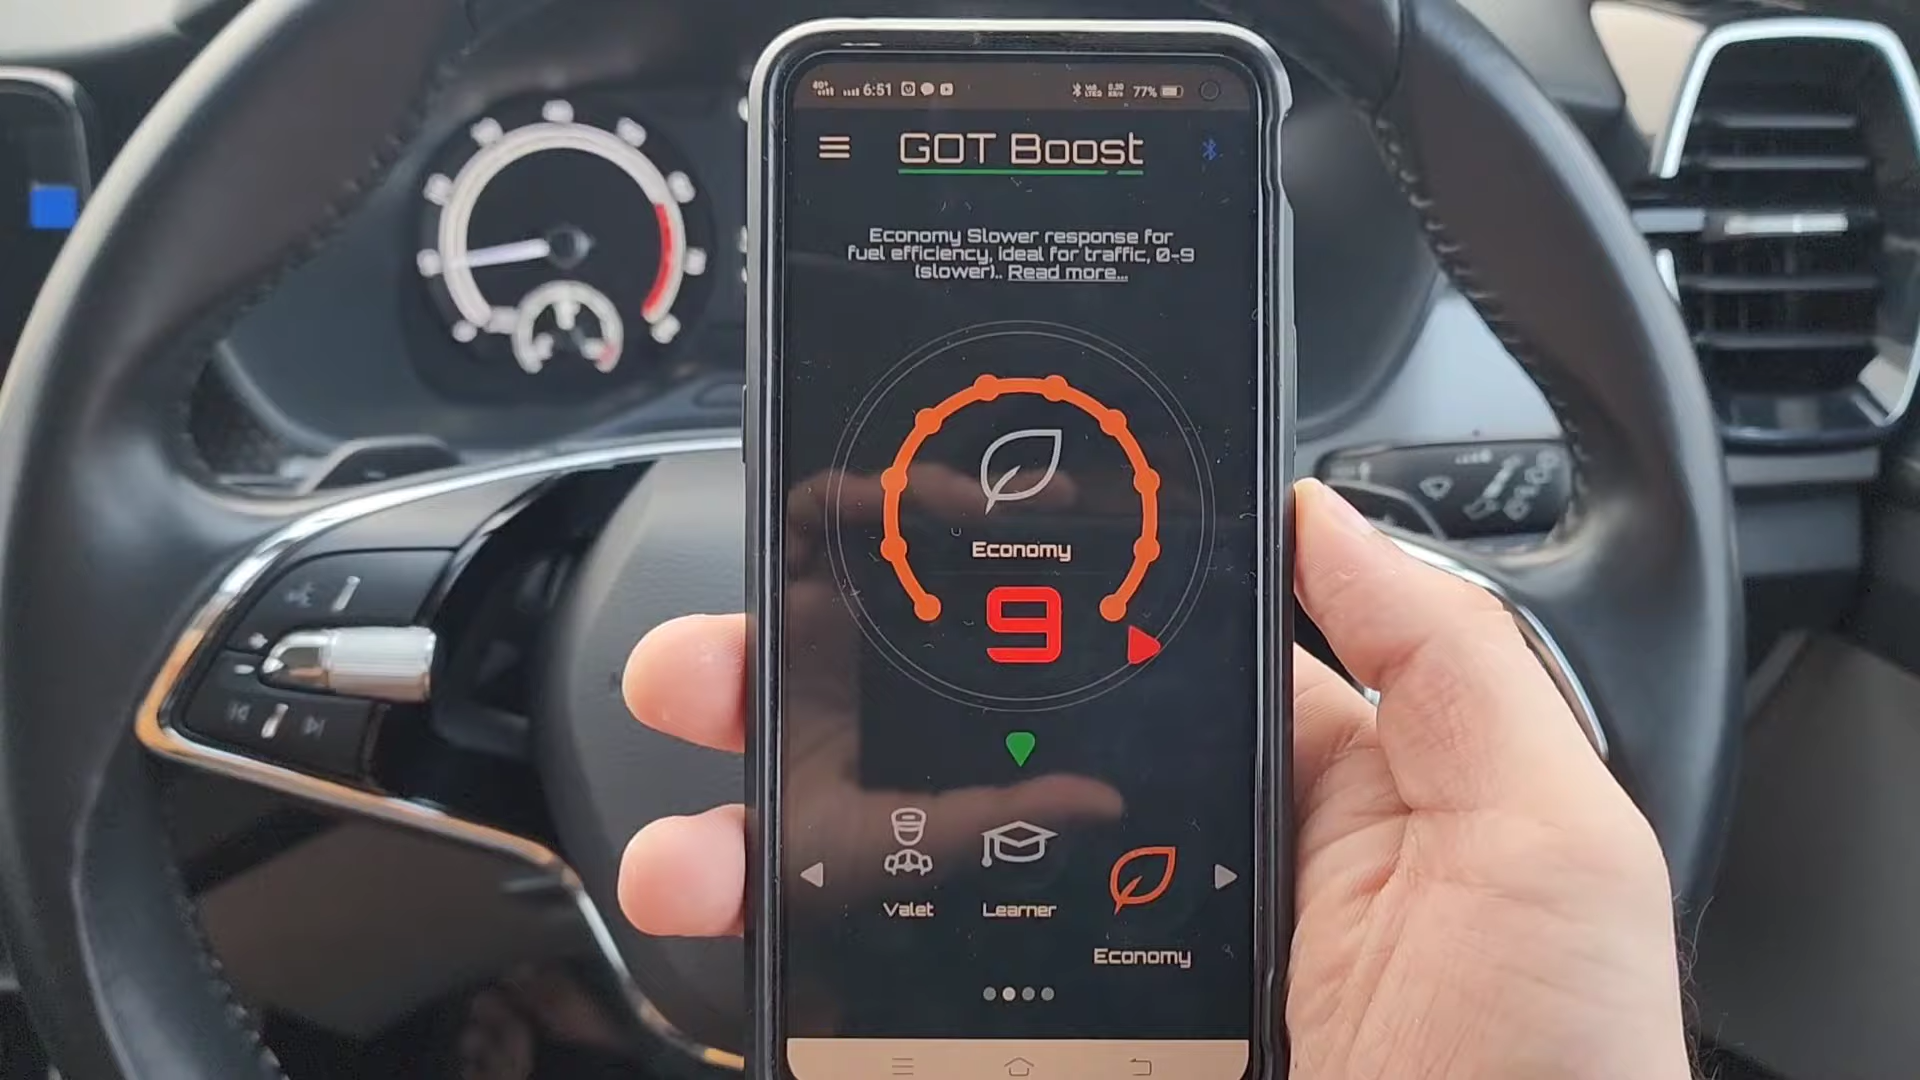 6:51 77%
GOT Boost
Economy Slower response for
fuel efficiency, ideal for traffic, 0-9
(slower).. Read more...
Economy
9
Valet
Learner
Economy